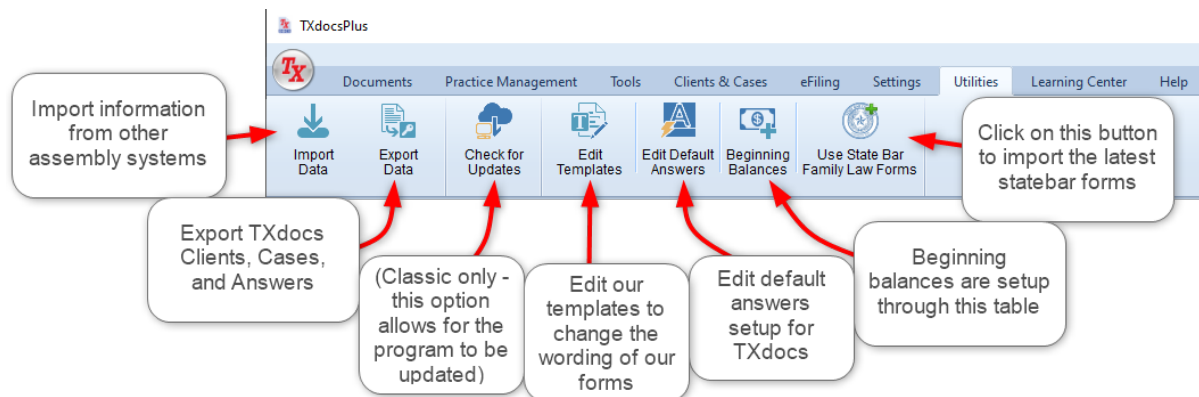 TXdocsPlus
TX
Documents Practice Management Tools Clients & Cases eFiling Settings Utilities Learning Center Help
Import information
from other
assembly systems
Import
Data
Export
Data
Check for
Updates
Edit
Templates
Edit Default
Answers
Beginning
Balances
Use State Bar
Family Law Forms
Click on this button
to import the latest
statebar forms
Export TXdocs
Clients, Cases,
and Answers
(Classic only -
this option
allows for the
program to be
updated)
Edit our
templates to
change the
wording of our
forms
Edit default
answers
setup for
TXdocs
Beginning
balances are setup
through this table